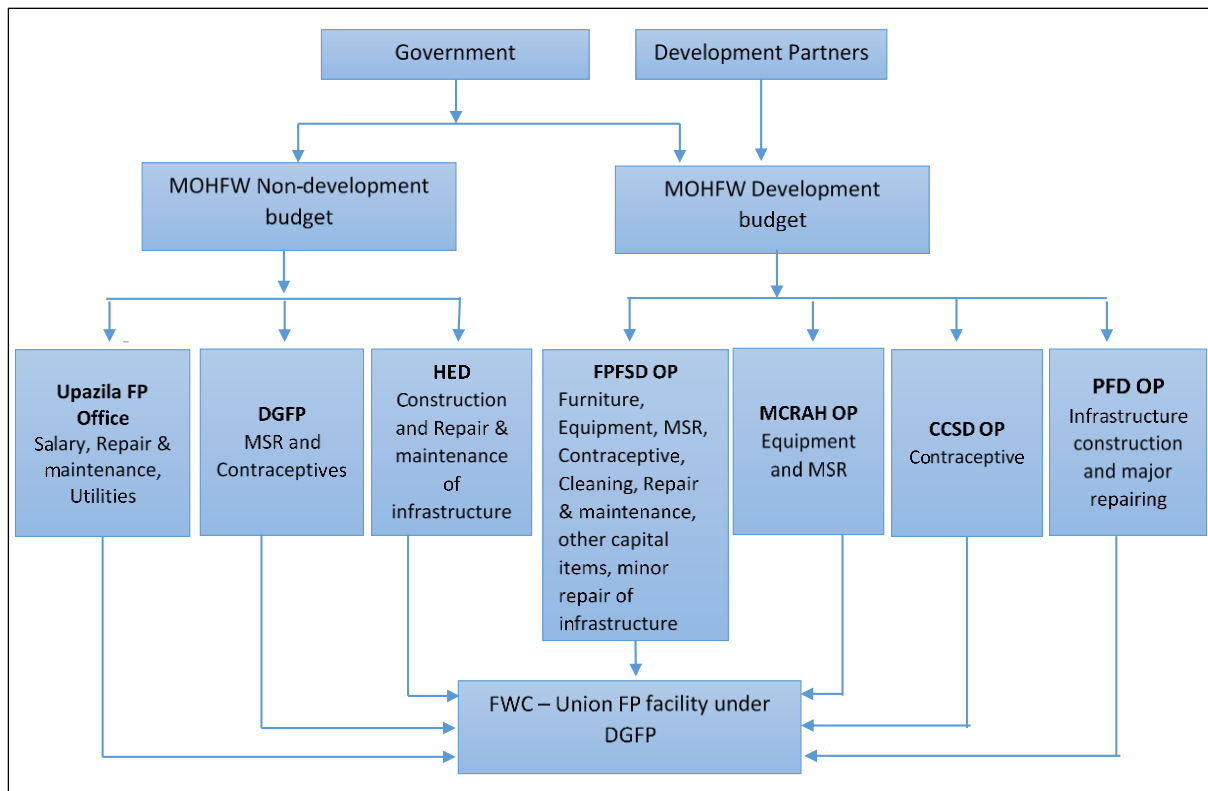 Government
Development Partners
MOHFW Non-development
budget
MOHFW Development
budget
Upazila FP
Office
Salary, Repair &
maintenance,
Utilities
DGFP
MSR and
Contraceptives
HED
Construction
and Repair &
maintenance
of
infrastructure
FPFSD OP
Furniture,
Equipment, MSR,
Contraceptive,
Cleaning, Repair
& maintenance,
other capital
items, minor
repair of
infrastructure
MCRAH OP
Equipment
and MSR
CCSD OP
Contraceptive
PFD OP
Infrastructure
construction
and major
repairing
FWC – Union FP facility under
DGFP